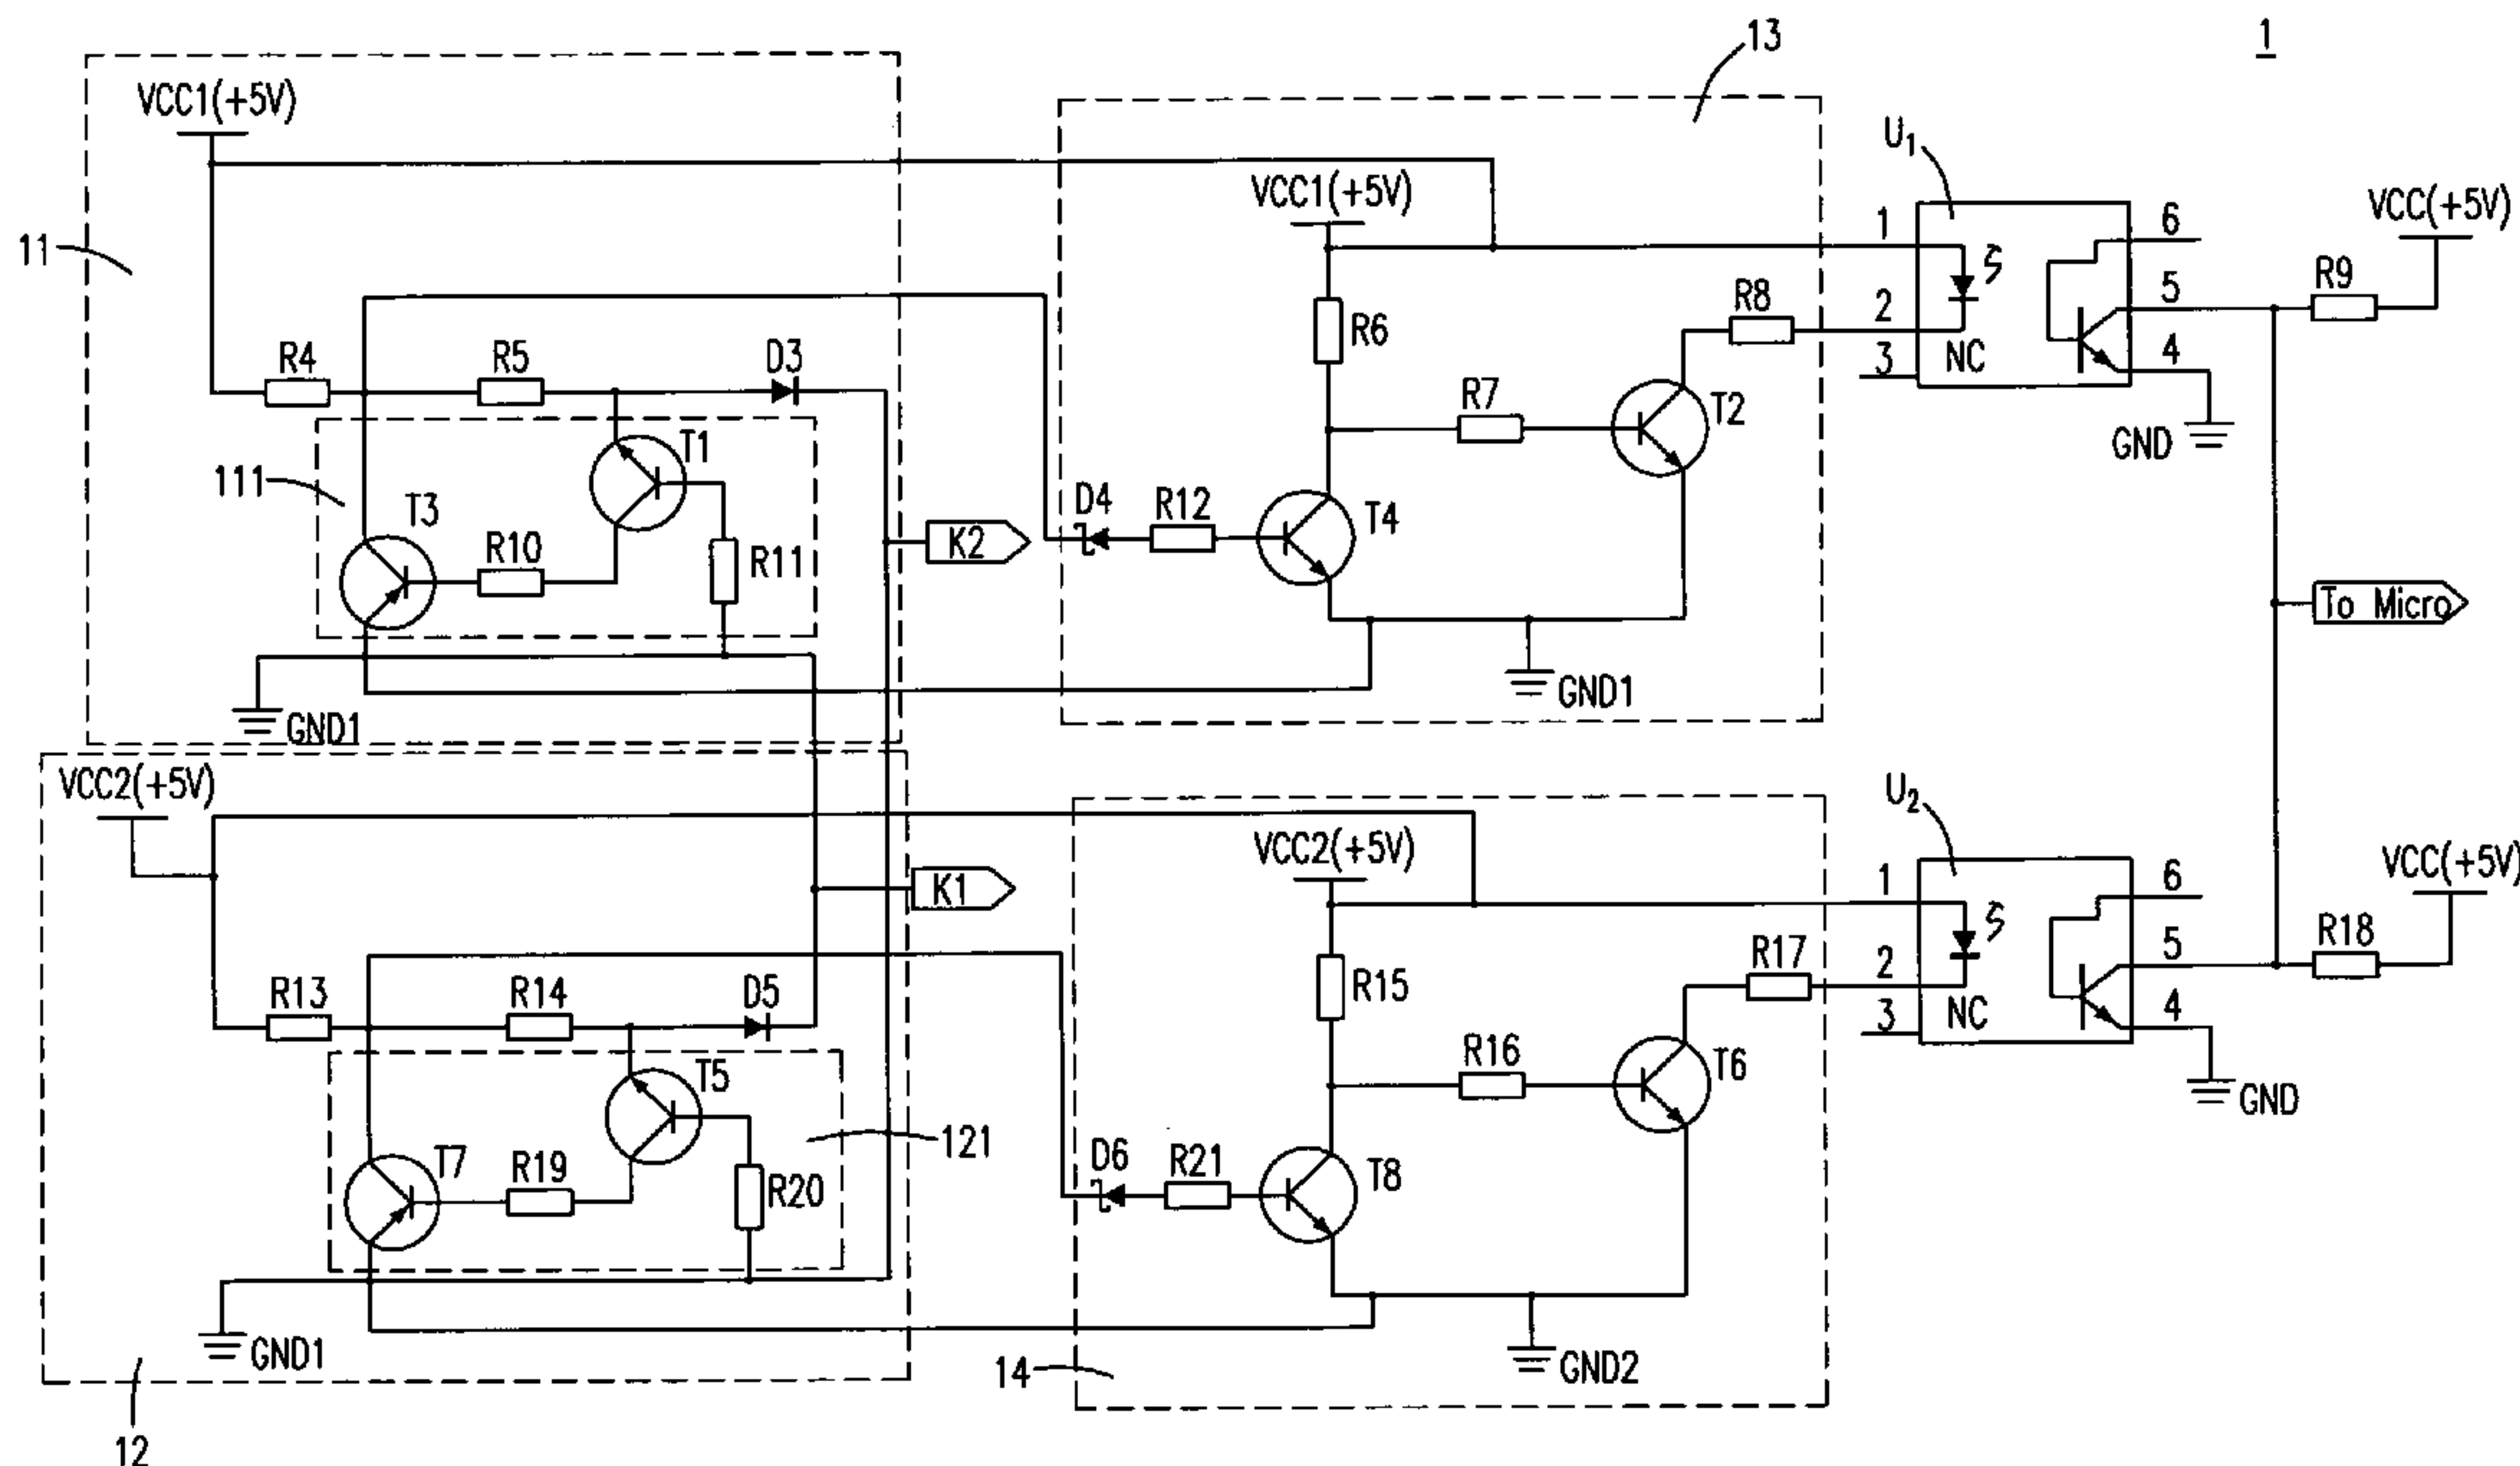 1
13
VCC1(+5V)
U1
VCC1(+5V)
VCC(+5V)
1
6
11
R9
5
R8
2
R6
4
R4
R5
D3
3
NC
R7
T2
T1
GND
111
D4
R12
T3
T4
R10
K2
R11
To Micro
GND1
GND1
VCC2(+5V)
U2
VCC2(+5V)
VCC(+5V)
1
6
K1
R18
R17
2
5
R15
R13
R14
D5
3
NC
4
R16
T5
T6
GND
121
D6
R21
T7
R19
T8
R20
GND1
14
GND2
12